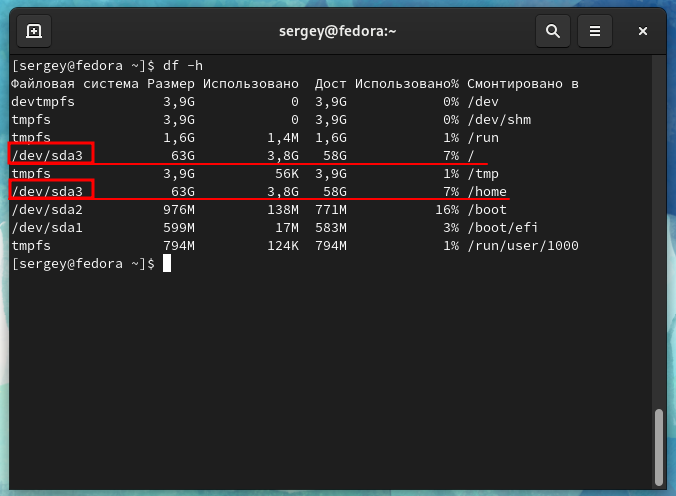 sergey@fedora:~
[sergey@fedora ~]$ df -h
Файловая система Размер Использовано  Дост Использовано% Смонтировано в
devtmpfs           3,9G            0  3,9G            0% /dev
tmpfs              3,9G            0  3,9G            0% /dev/shm
tmpfs              1,6G         1,4M  1,6G            1% /run
/dev/sda3           63G         3,8G   58G            7% /
tmpfs              3,9G          56K  3,9G            1% /tmp
/dev/sda3           63G         3,8G   58G            7% /home
/dev/sda2          976M         138M  771M           16% /boot
/dev/sda1          599M          17M  583M            3% /boot/efi
tmpfs              794M         124K  794M            1% /run/user/1000
[sergey@fedora ~]$